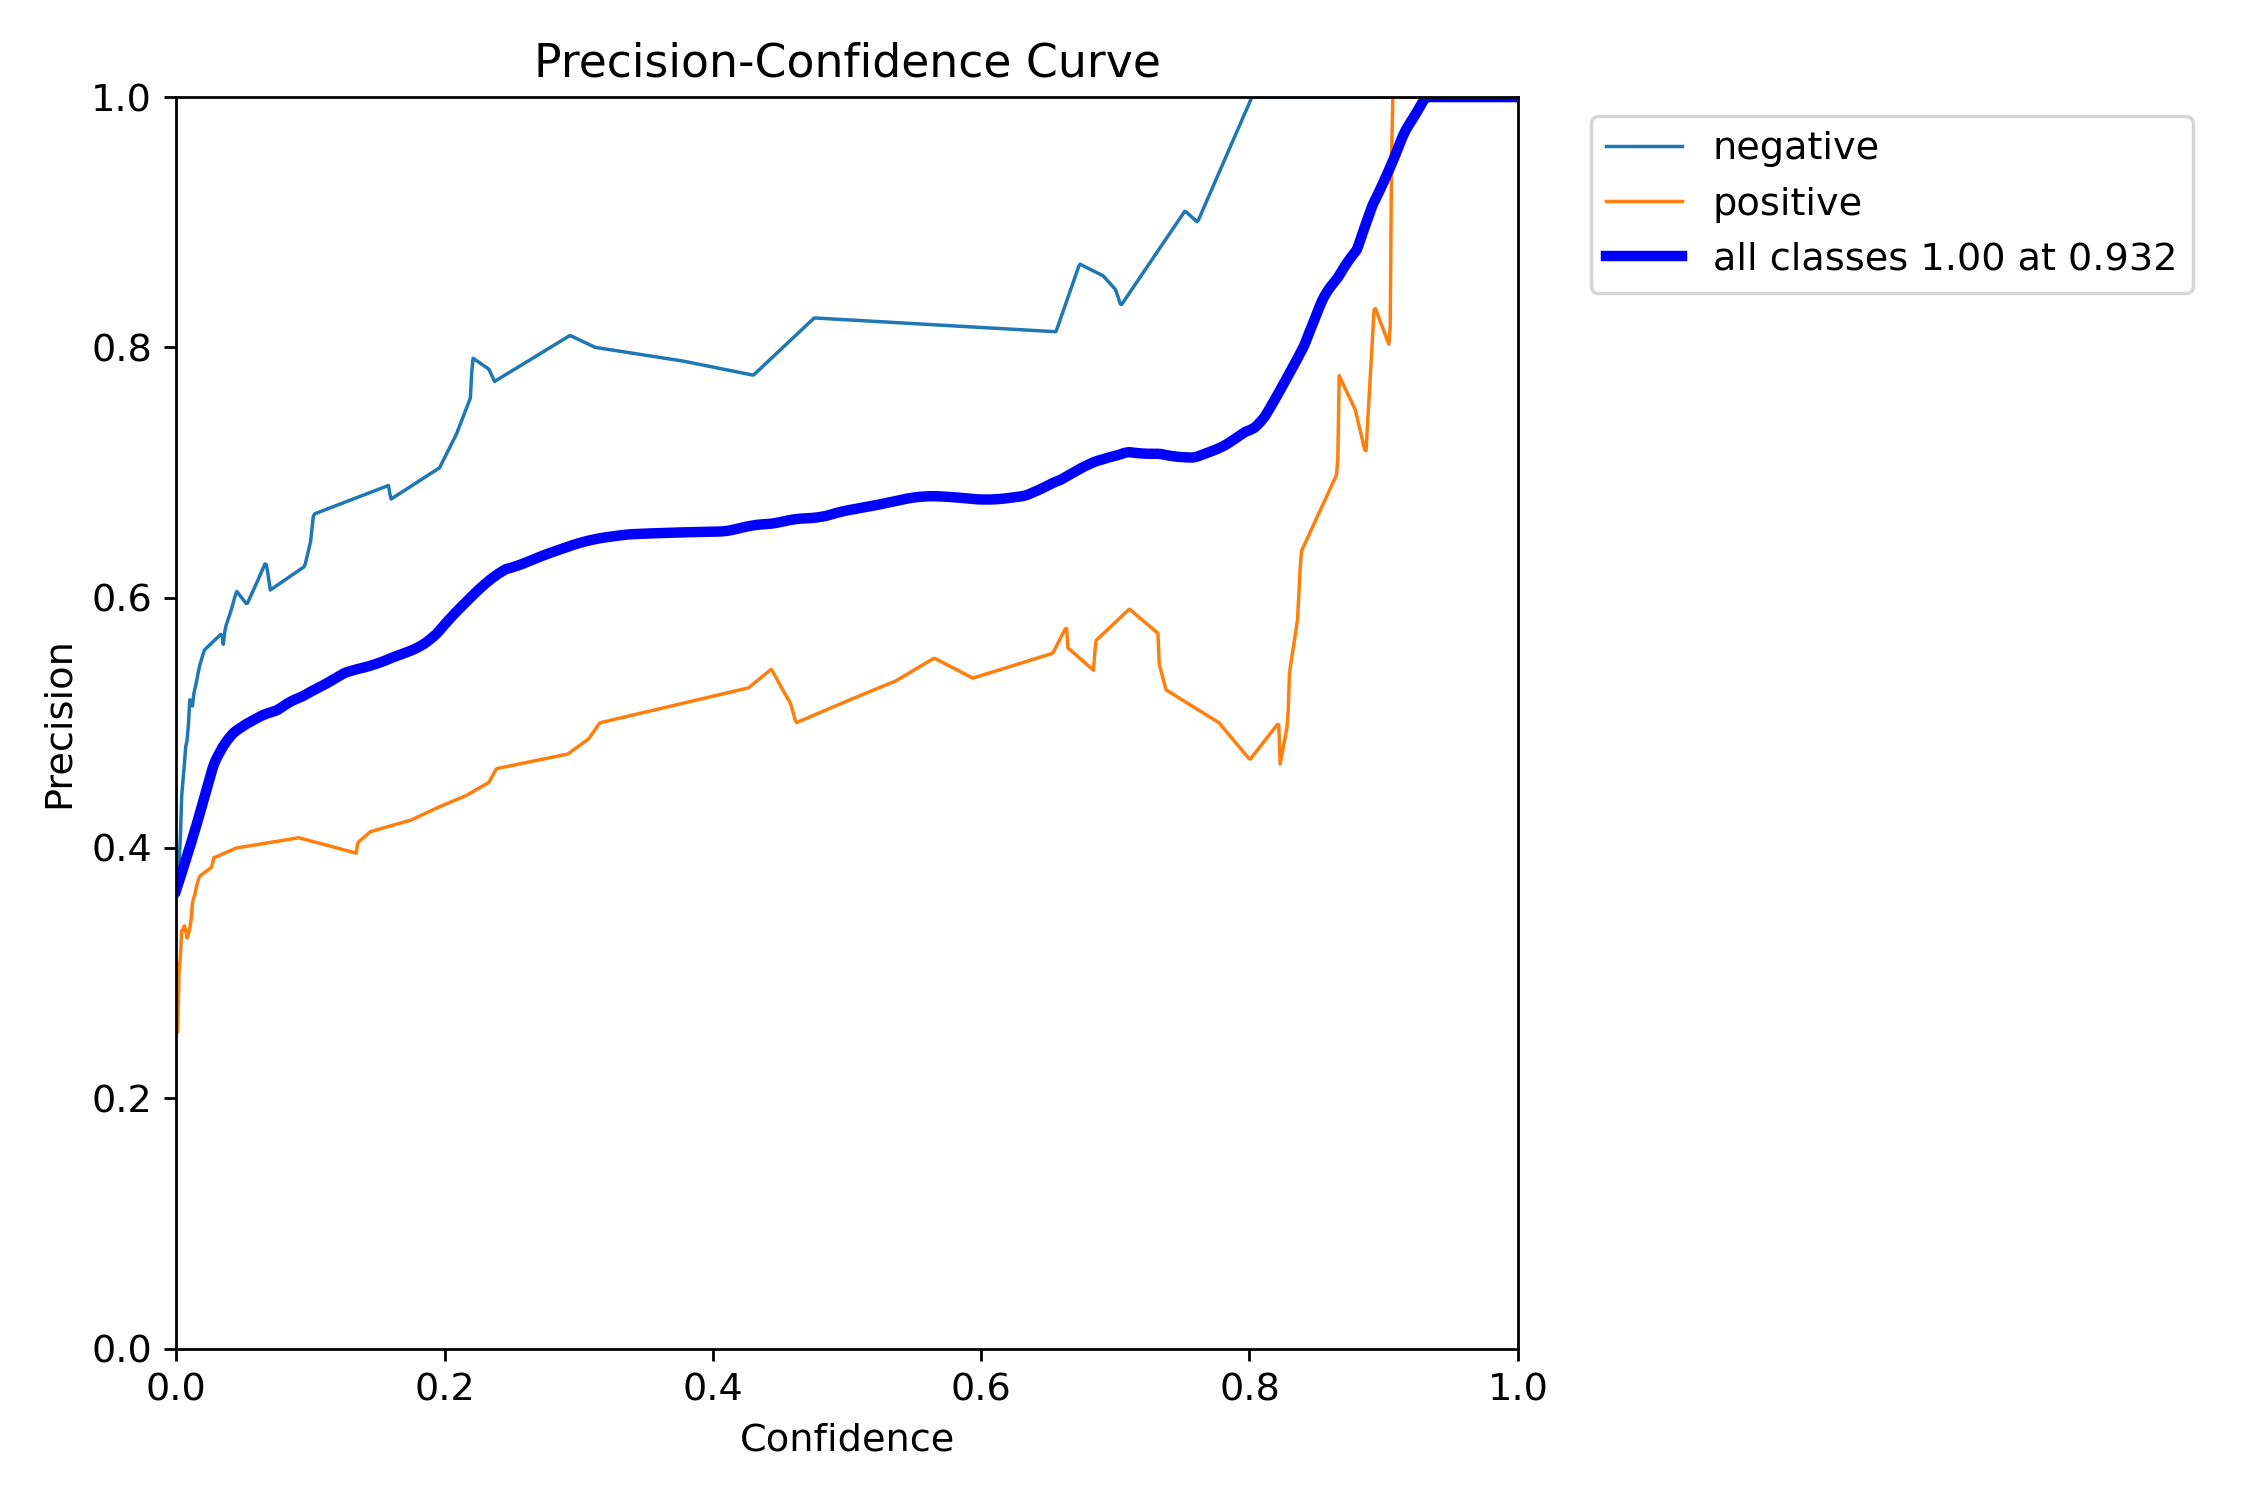 Precision-Confidence Curve
1.0
0.8
0.6
0.4
0.2
0.0
Precision
0.0 0.2 0.4 0.6 0.8 1.0
Confidence
negative
positive
all classes 1.00 at 0.932